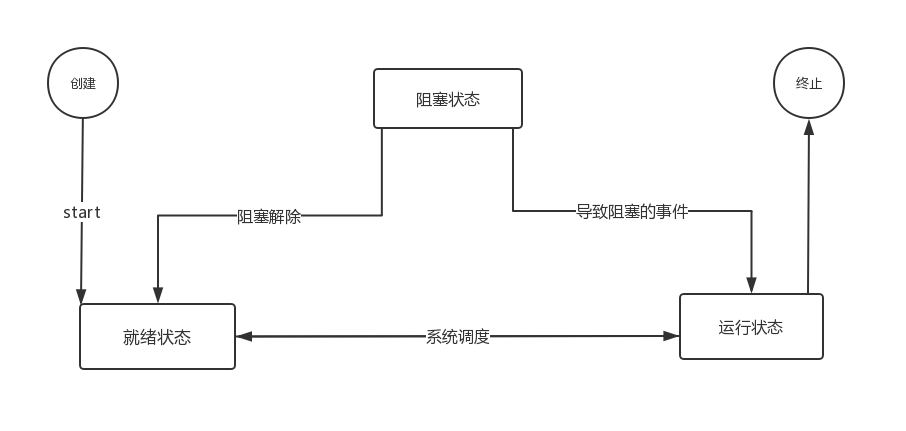 创建
阻塞状态
终止
start
阻塞解除
导致阻塞的事件
就绪状态
系统调度
运行状态